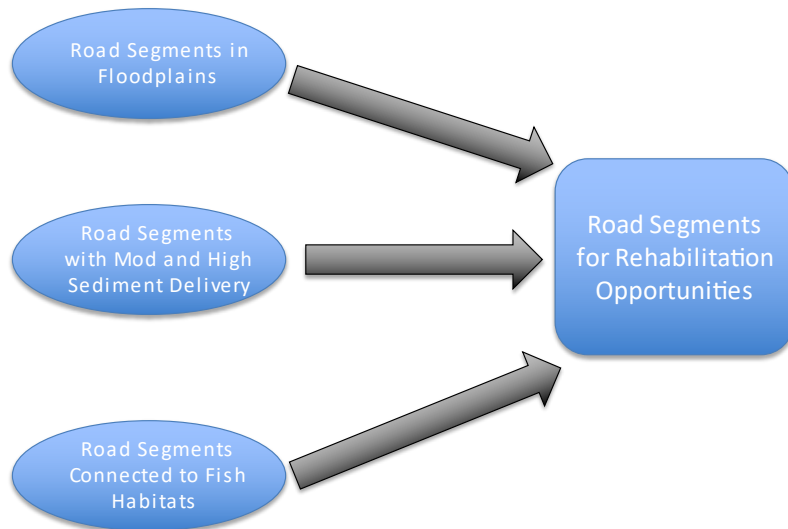 Road Segments in
Floodplains
Road Segments
with Mod and High
Sediment Delivery
Road Segments
for Rehabilitation
Opportunities
Road Segments
Connected to Fish
Habitats